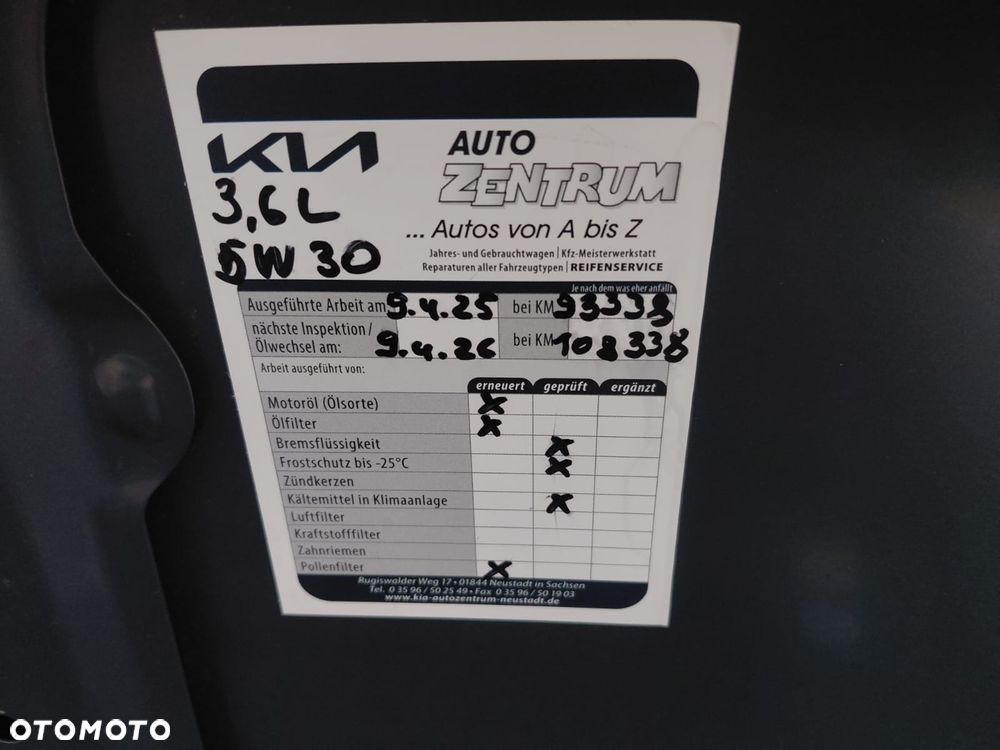 KIA
AUTO
ZENTRUM
3,6 L
... Autos von A bis Z
5W30
Jahres- und Gebrauchtwagen | Kfz-Meisterwerkstatt
Reparaturen aller Fahrzeugtypen | REIFENSERVICE
Je nach dem was eher anfällt
Ausgeführte Arbeit am 9.4.25 bei KM 93338
nächste Inspektion /
Ölwechsel am: 9.4.26 bei KM 108338
Arbeit ausgeführt von:
erneuert geprüft ergänzt
Motoröl (Ölsorte) X
Ölfilter X
Bremsflüssigkeit X
Frostschutz bis -25°C X
Zündkerzen
Kältemittel in Klimaanlage X
Luftfilter
Kraftstofffilter
Zahnriemen
Pollenfilter X
Rugiswalder Weg 17 • 01844 Neustadt in Sachsen
Tel. 0 35 96 / 50 25 49 • Fax 0 35 96 / 50 19 03
www.kia-autozentrum-neustadt.de
OTOMOTO